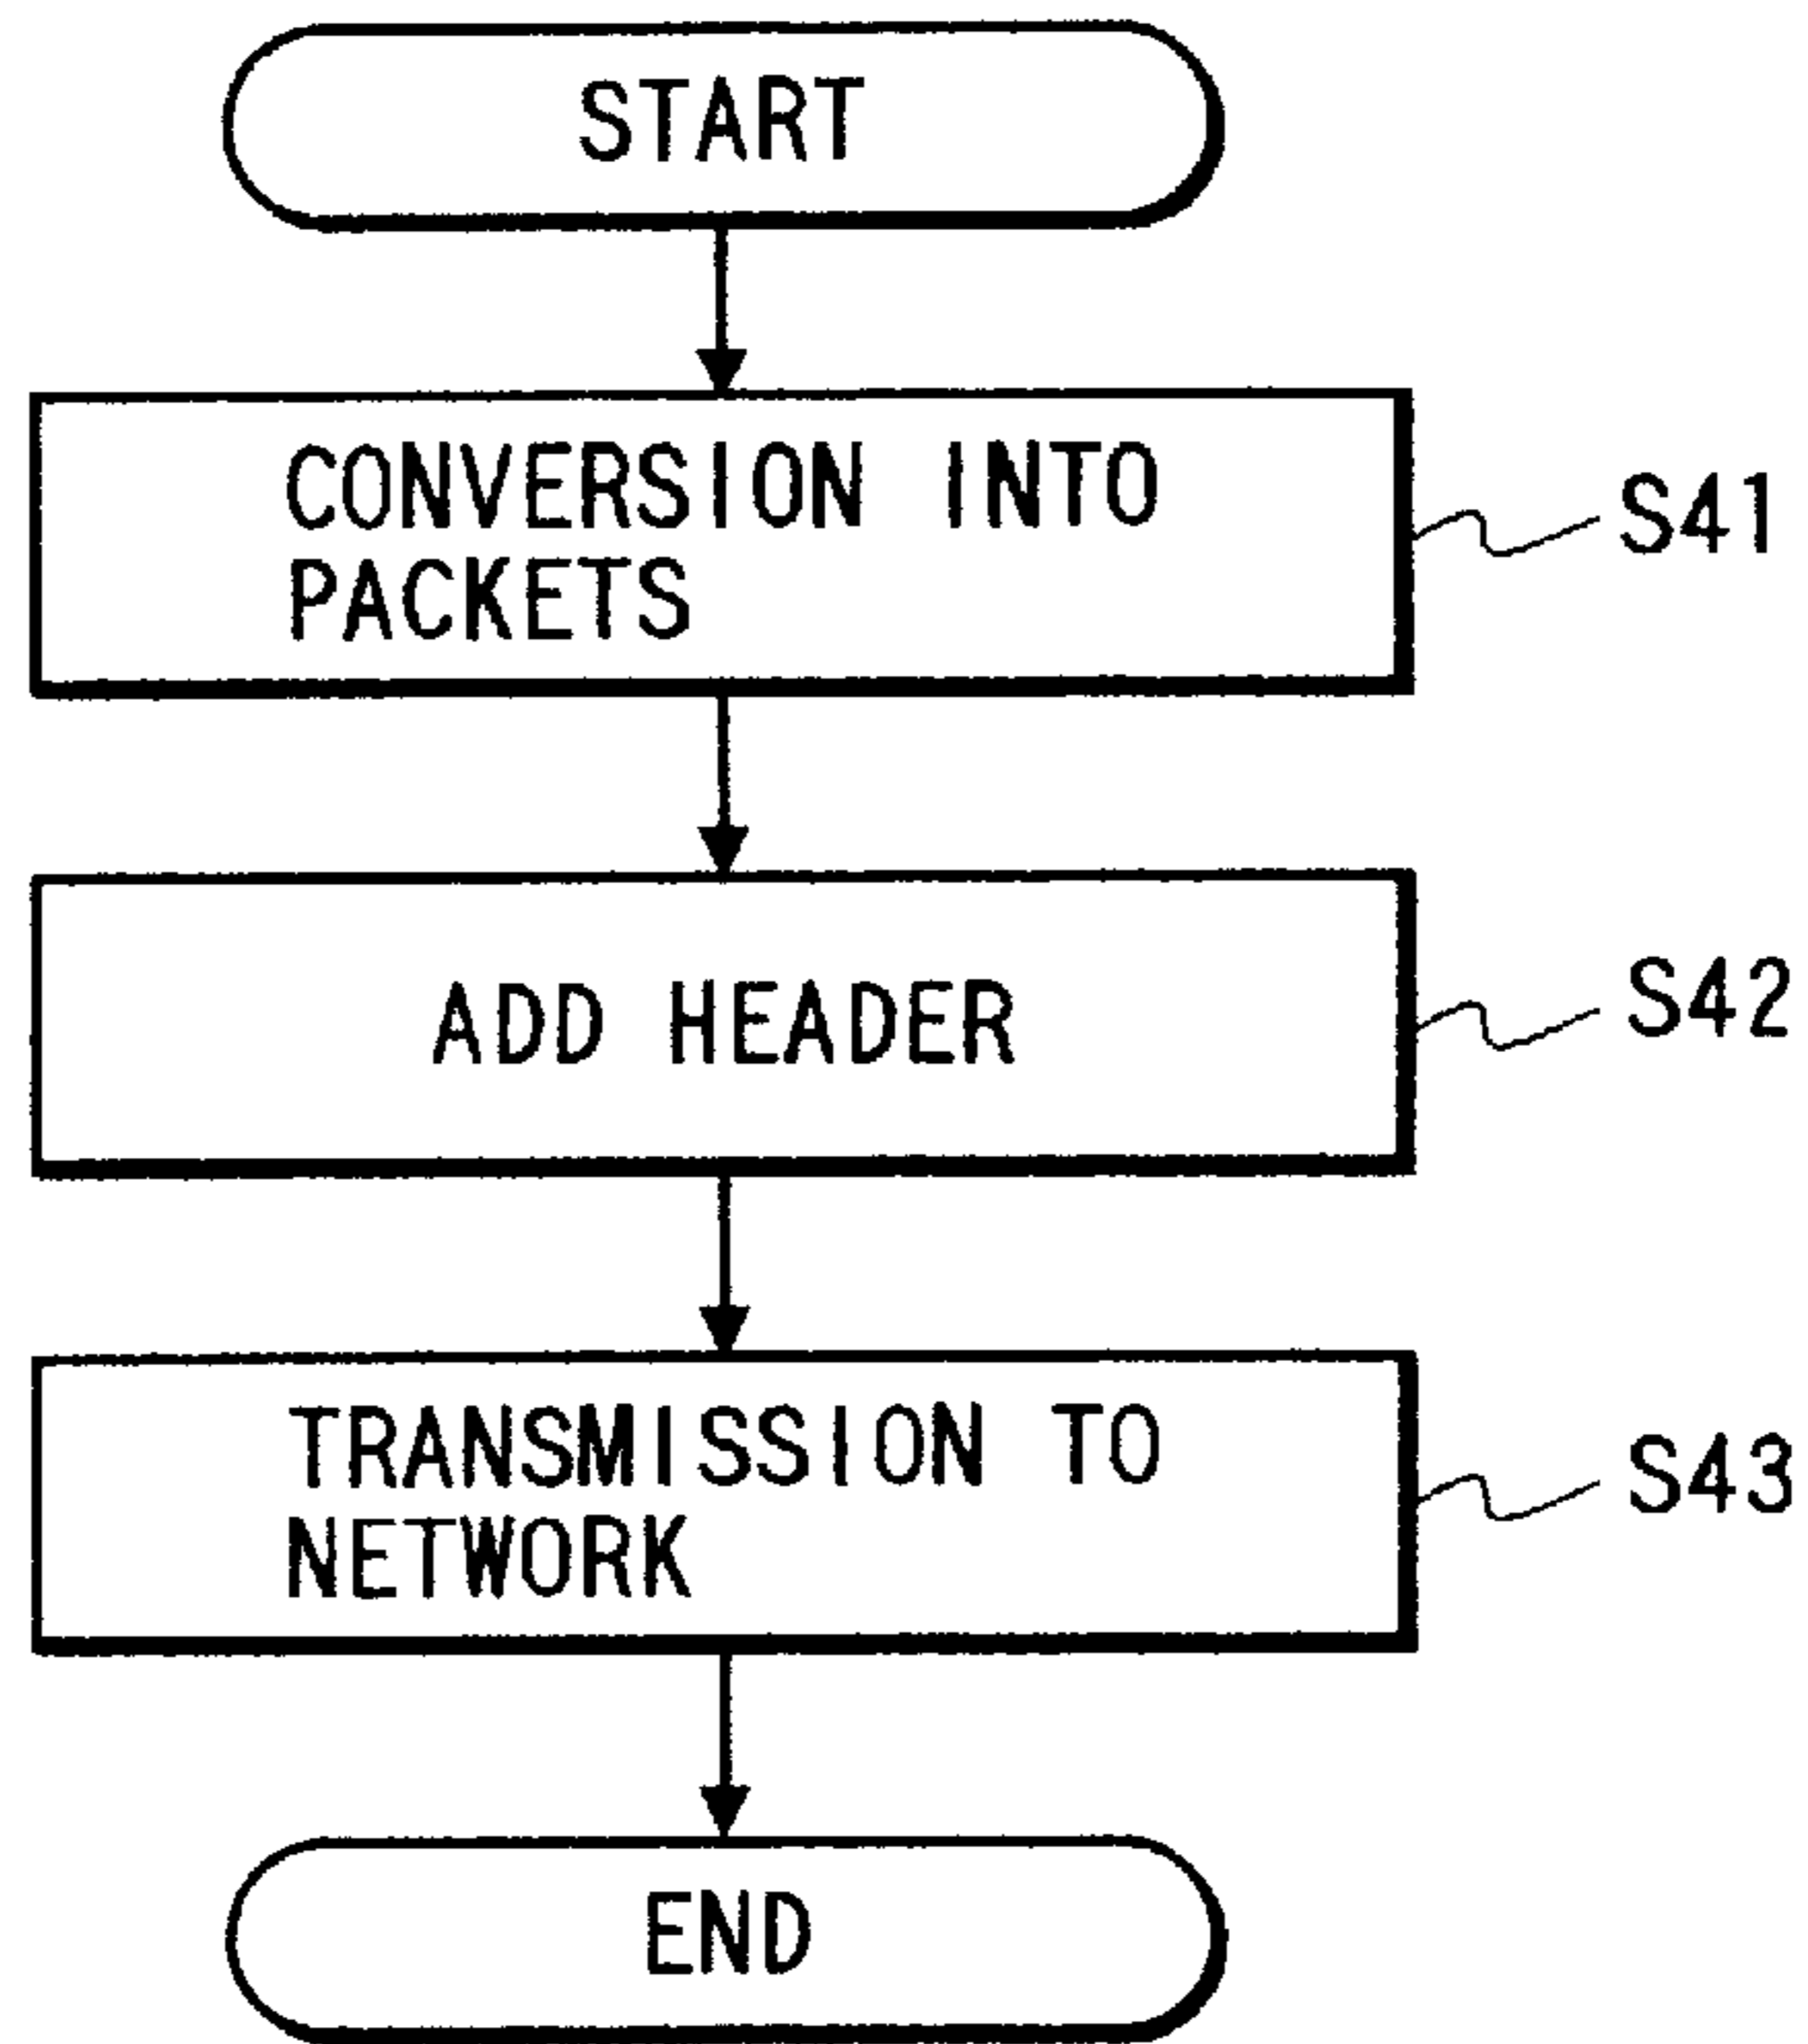 START
CONVERSION INTO
PACKETS
S41
ADD HEADER
S42
TRANSMISSION TO
NETWORK
S43
END